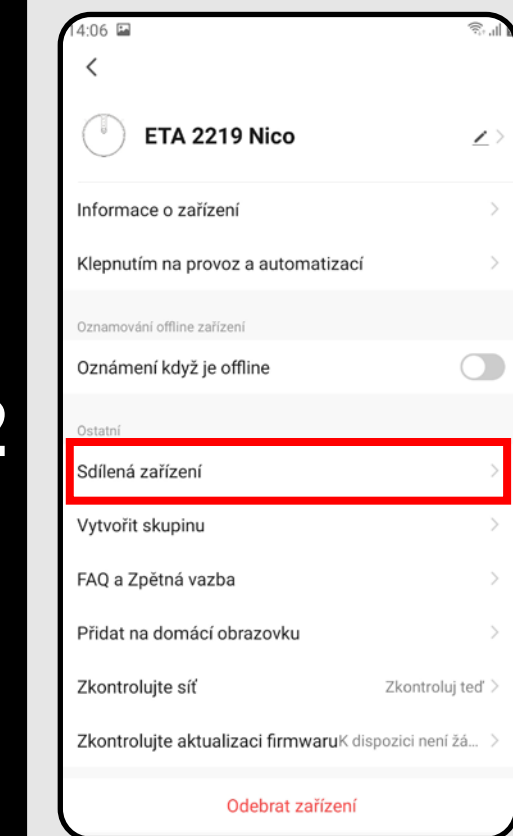 14:06
ETA 2219 Nico
Informace o zařízení
Klepnutím na provoz a automatizací
Oznamování offline zařízení
Oznámení když je offline
Ostatní
2
Sdílená zařízení
Vytvořit skupinu
FAQ a Zpětná vazba
Přidat na domácí obrazovku
Zkontrolujte síť Zkontroluj teď
Zkontrolujte aktualizaci firmwaru K dispozici není žá...
Odebrat zařízení